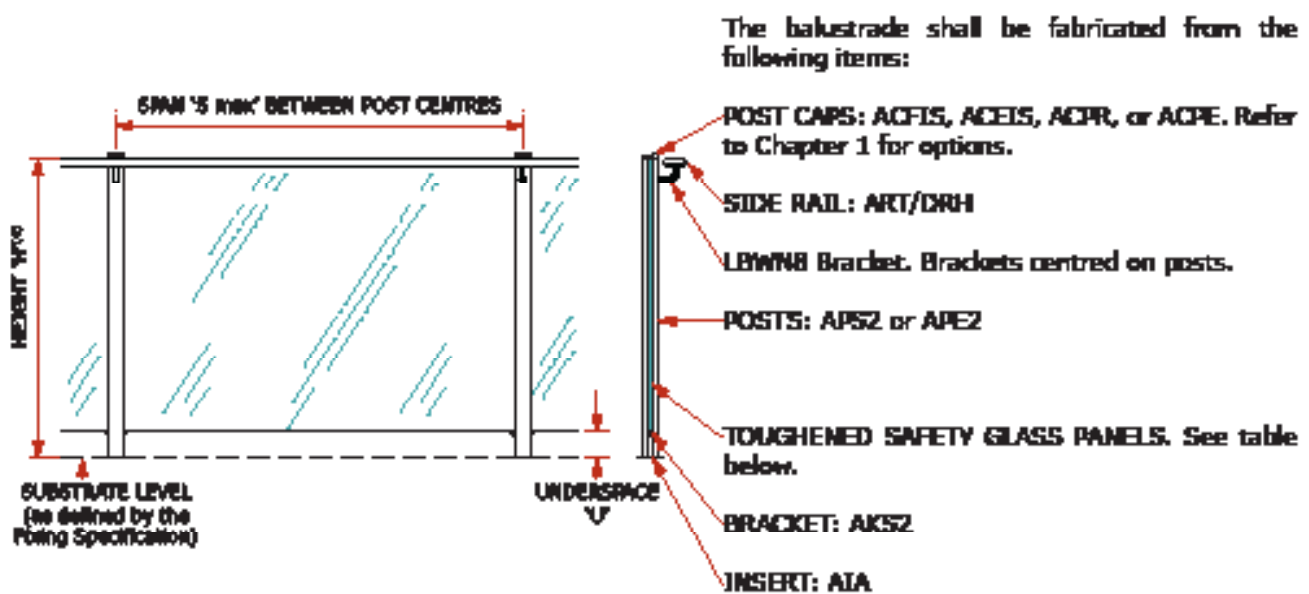 The balustrade shall be fabricated from the
following items:
SPAN 'S max' BETWEEN POST CENTRES
POST CAPS: ACFIS, ACEIS, ACPR, or ACPE. Refer
to Chapter 1 for options.
SIDE RAIL: ART/DRH
LBWN8 Bracket. Brackets centred on posts.
HEIGHT
POSTS: APS2 or APE2
TOUGHENED SAFETY GLASS PANELS. See table
below.
SUBSTRATE LEVEL
(as defined by the
Fixing Specification)
UNDERSPACE
'U'
BRACKET: AKS2
INSERT: AIA